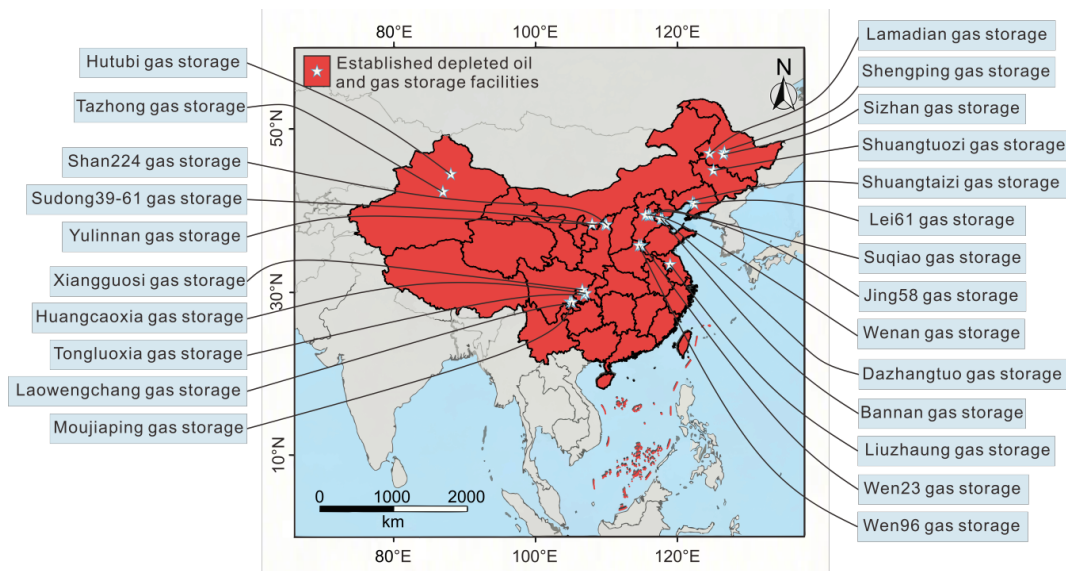 80°E
100°E
120°E
Hutubi gas storage
Tazhong gas storage
Shan224 gas storage
Sudong39-61 gas storage
Yulinnan gas storage
Xiangguosi gas storage
Huangcaoxia gas storage
Tongluoxia gas storage
Laowengchang gas storage
Moujiaping gas storage
50°N
30°N
10°N
Established depleted oil
and gas storage facilities
N
0 1000 2000
km
Lamadian gas storage
Shengping gas storage
Sizhan gas storage
Shuangtuozi gas storage
Shuangtaizi gas storage
Lei61 gas storage
Suqiao gas storage
Jing58 gas storage
Wenan gas storage
Dazhangtuo gas storage
Bannan gas storage
Liuzhaung gas storage
Wen23 gas storage
Wen96 gas storage
80°E
100°E
120°E